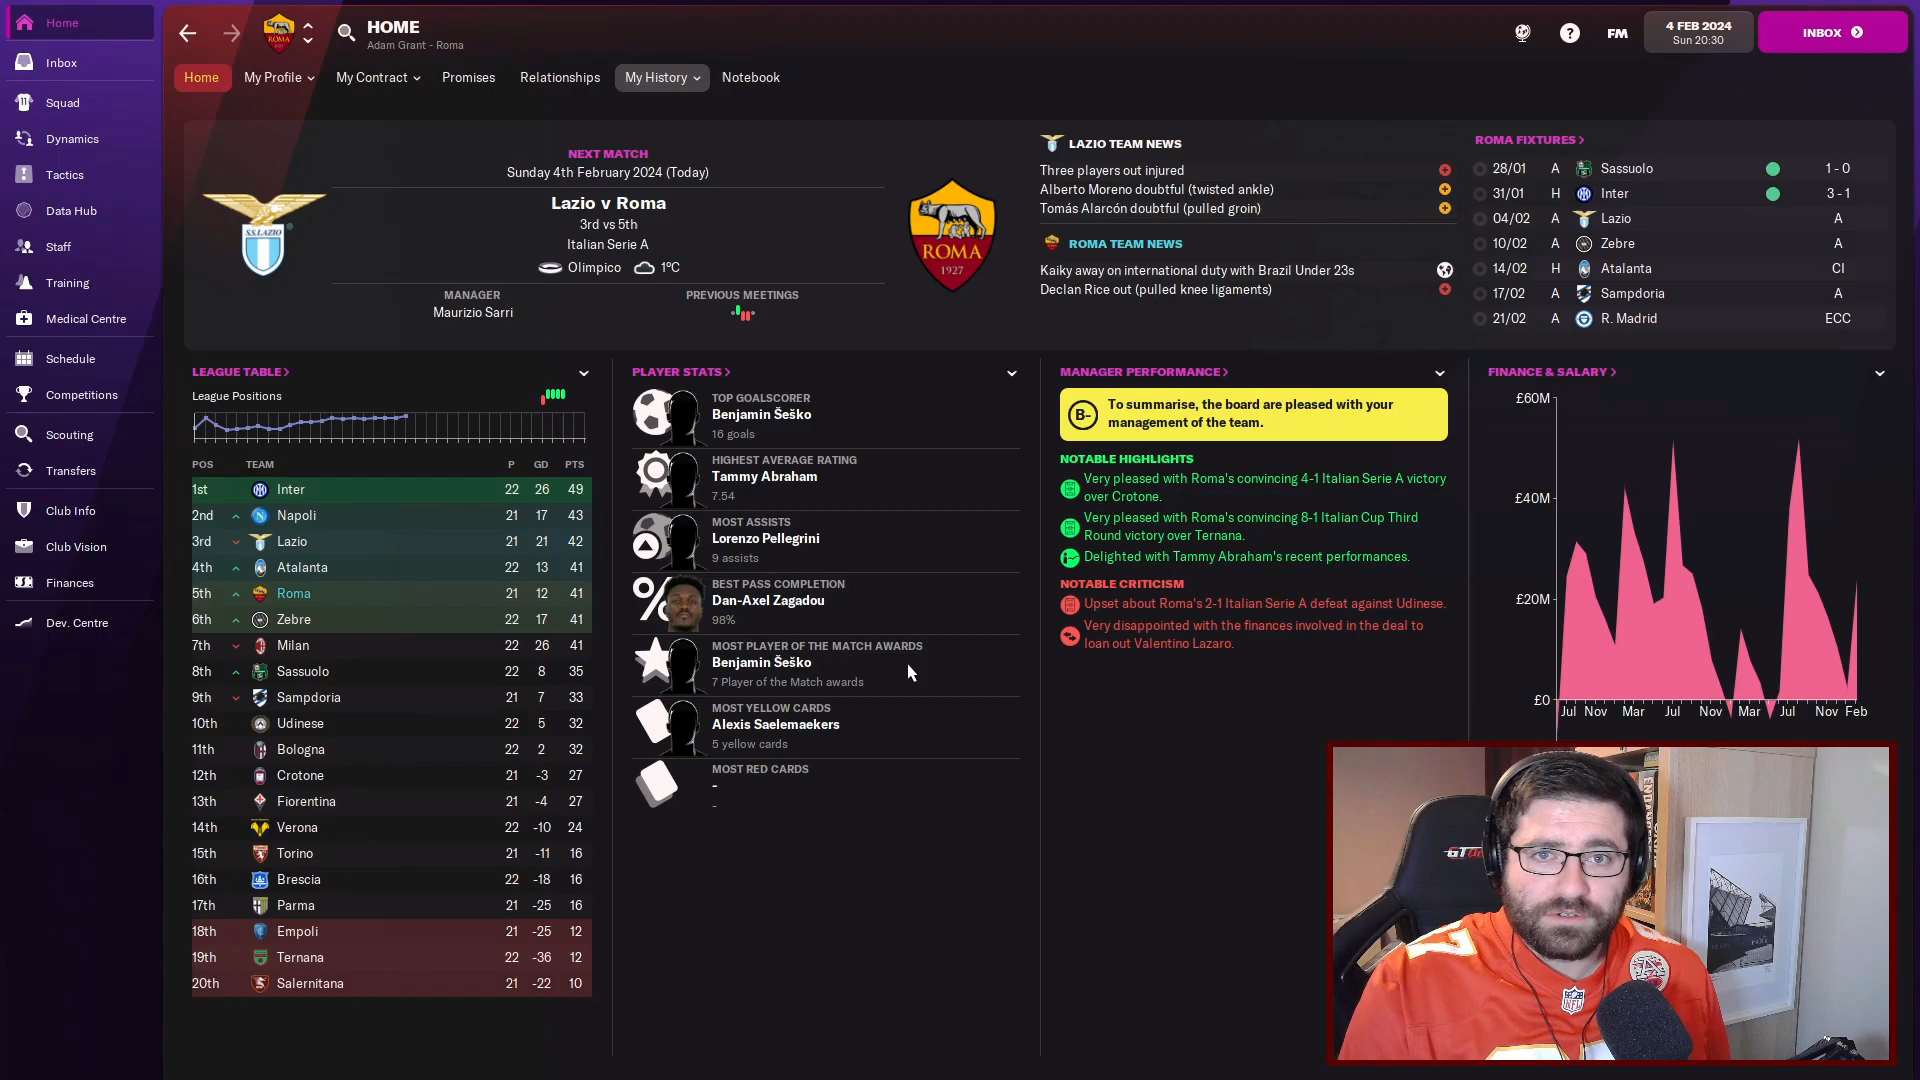 Home
Inbox
Squad
Dynamics
Tactics
Data Hub
Staff
Training
Medical Centre
Schedule
Competitions
Scouting
Transfers
Club Info
Club Vision
Finances
Dev. Centre
HOME
Adam Grant - Roma
FM
4 FEB 2024
Sun 20:30
INBOX
Home
My Profile
My Contract
Promises
Relationships
My History
Notebook
NEXT MATCH
Sunday 4th February 2024 (Today)
Lazio v Roma
3rd vs 5th
Italian Serie A
Olimpico 1°C
MANAGER
Maurizio Sarri
PREVIOUS MEETINGS
S.S.LAZIO
ROMA
1927
LAZIO TEAM NEWS
Three players out injured
Alberto Moreno doubtful (twisted ankle)
Tomás Alarcón doubtful (pulled groin)
ROMA TEAM NEWS
Kaiky away on international duty with Brazil Under 23s
Declan Rice out (pulled knee ligaments)
ROMA FIXTURES >
28/01 A Sassuolo 1 - 0
31/01 H Inter 3 - 1
04/02 A Lazio A
10/02 A Zebre A
14/02 H Atalanta CI
17/02 A Sampdoria A
21/02 A R. Madrid ECC
LEAGUE TABLE >
League Positions
POS TEAM P GD PTS
1st Inter 22 26 49
2nd Napoli 21 17 43
3rd Lazio 21 21 42
4th Atalanta 22 13 41
5th Roma 21 12 41
6th Zebre 22 17 41
7th Milan 22 26 41
8th Sassuolo 22 8 35
9th Sampdoria 21 7 33
10th Udinese 22 5 32
11th Bologna 22 2 32
12th Crotone 21 -3 27
13th Fiorentina 21 -4 27
14th Verona 22 -10 24
15th Torino 21 -11 16
16th Brescia 22 -18 16
17th Parma 21 -25 16
18th Empoli 21 -25 12
19th Ternana 22 -36 12
20th Salernitana 21 -22 10
PLAYER STATS >
TOP GOALSCORER
Benjamin Šeško
16 goals
HIGHEST AVERAGE RATING
Tammy Abraham
7.54
MOST ASSISTS
Lorenzo Pellegrini
9 assists
BEST PASS COMPLETION
Dan-Axel Zagadou
98%
MOST PLAYER OF THE MATCH AWARDS
Benjamin Šeško
7 Player of the Match awards
MOST YELLOW CARDS
Alexis Saelemaekers
5 yellow cards
MOST RED CARDS
-
-
MANAGER PERFORMANCE >
B-
To summarise, the board are pleased with your
management of the team.
NOTABLE HIGHLIGHTS
Very pleased with Roma's convincing 4-1 Italian Serie A victory
over Crotone.
Very pleased with Roma's convincing 8-1 Italian Cup Third
Round victory over Ternana.
Delighted with Tammy Abraham's recent performances.
NOTABLE CRITICISM
Upset about Roma's 2-1 Italian Serie A defeat against Udinese.
Very disappointed with the finances involved in the deal to
loan out Valentino Lazaro.
FINANCE & SALARY >
£60M
£40M
£20M
£0
Jul Nov Mar Jul Nov Mar Jul Nov Feb
NFL